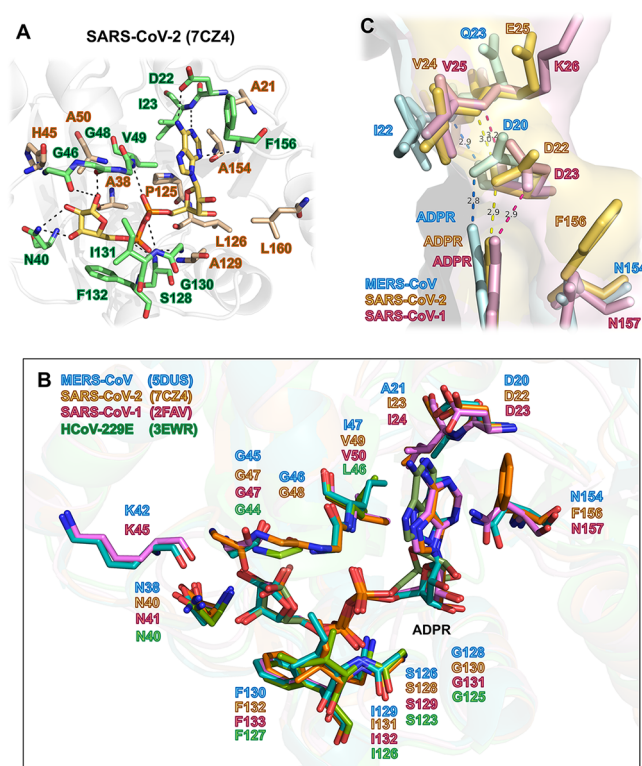 A
SARS-CoV-2 (7CZ4)
D22
A21
I23
A50
H45
G48
V49
G46
F156
A38
A154
P125
L126
L160
N40
I131
A129
G130
F132
S128
C
Q23
E25
V24
V25
K26
I22
D20
2.9
3.0
D22
D23
2.8
2.9
2.9
ADPR
ADPR
ADPR
F156
N154
N157
MERS-CoV
SARS-CoV-2
SARS-CoV-1
B
MERS-CoV (5DUS)
SARS-CoV-2 (7CZ4)
SARS-CoV-1 (2FAV)
HCoV-229E (3EWR)
A21
I23
I24
D20
D22
D23
I47
V49
V50
L46
G45
G47
G47
G44
G46
G48
K42
K45
N154
F156
N157
N38
N40
N41
N40
ADPR
F130
F132
F133
F127
I129
I131
I132
I126
S126
S128
S129
S123
G128
G130
G131
G125